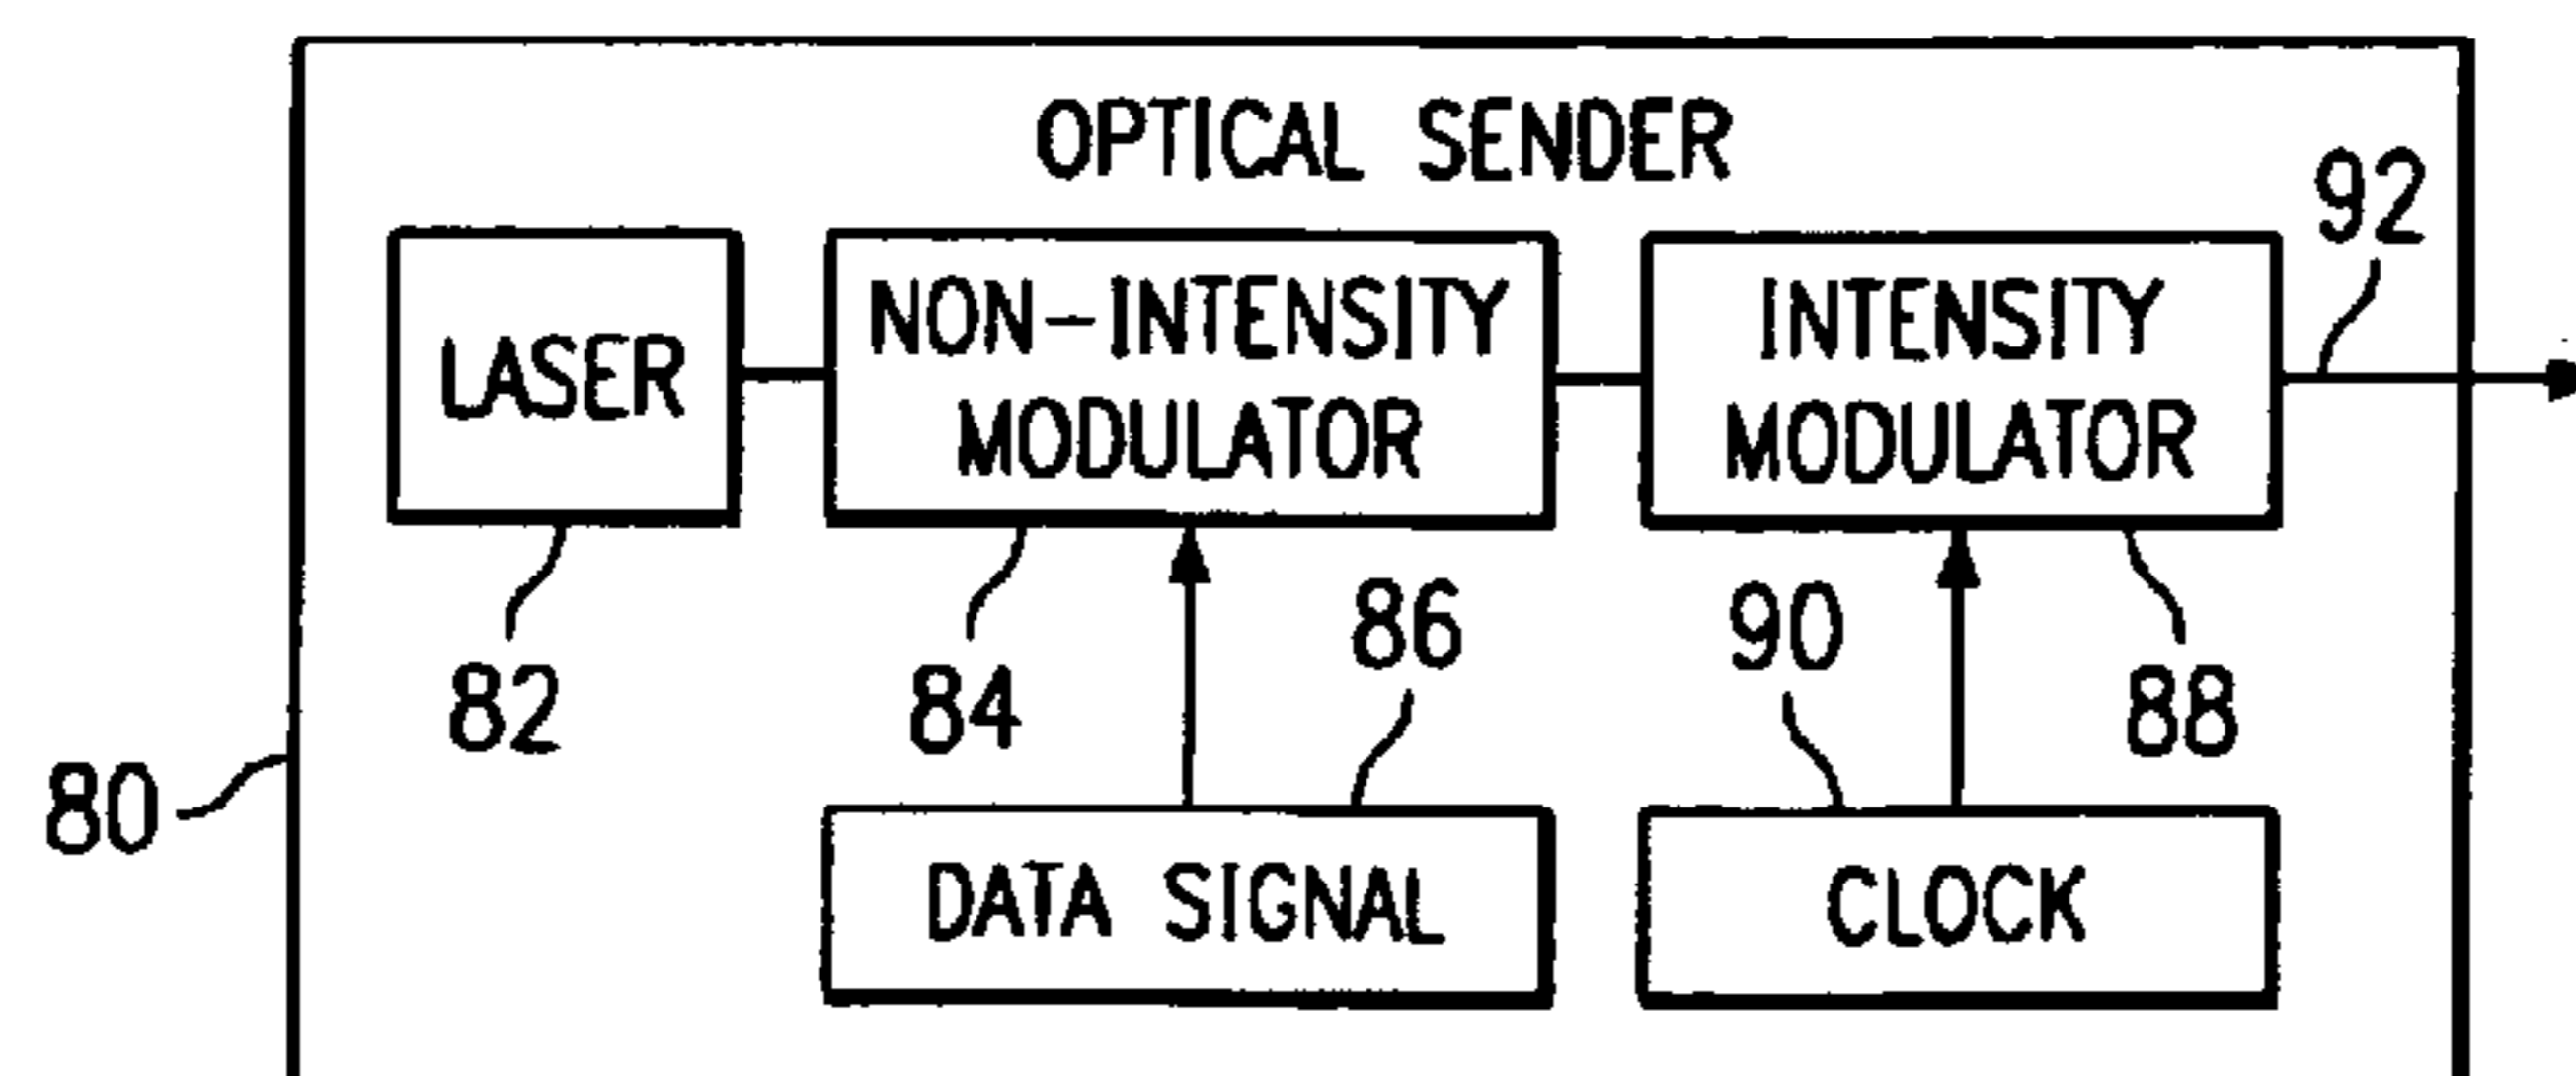 OPTICAL SENDER
92
LASER
NON-INTENSITY
MODULATOR
INTENSITY
MODULATOR
82
84
86
90
88
80
DATA SIGNAL
CLOCK